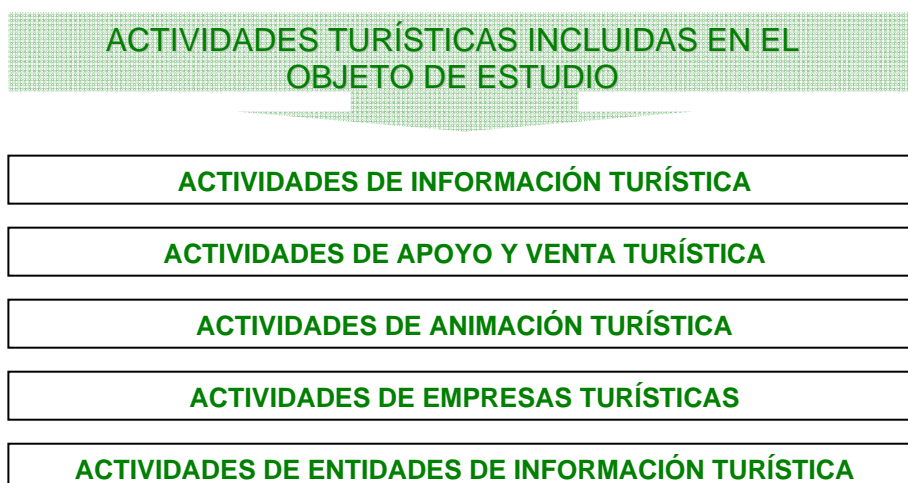 ACTIVIDADES TURÍSTICAS INCLUIDAS EN EL
OBJETO DE ESTUDIO
ACTIVIDADES DE INFORMACIÓN TURÍSTICA
ACTIVIDADES DE APOYO Y VENTA TURÍSTICA
ACTIVIDADES DE ANIMACIÓN TURÍSTICA
ACTIVIDADES DE EMPRESAS TURÍSTICAS
ACTIVIDADES DE ENTIDADES DE INFORMACIÓN TURÍSTICA